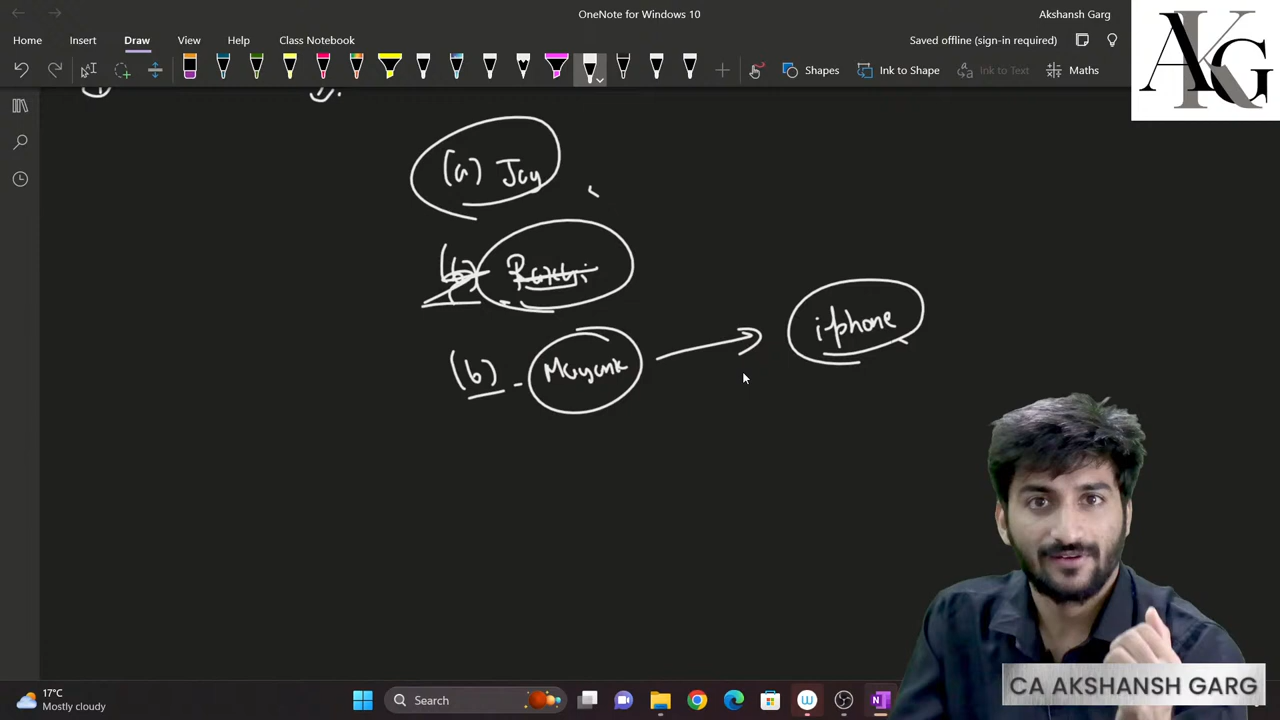 OneNote for Windows 10
Akshansh Garg
Home Insert Draw View Help Class Notebook
Saved offline (sign-in required)
Shapes Ink to Shape Ink to Text Maths
AKG
(a) Jay
(b)
(b) - Mayank
iphone
CA AKSHANSH GARG
17°C
Mostly cloudy
Search